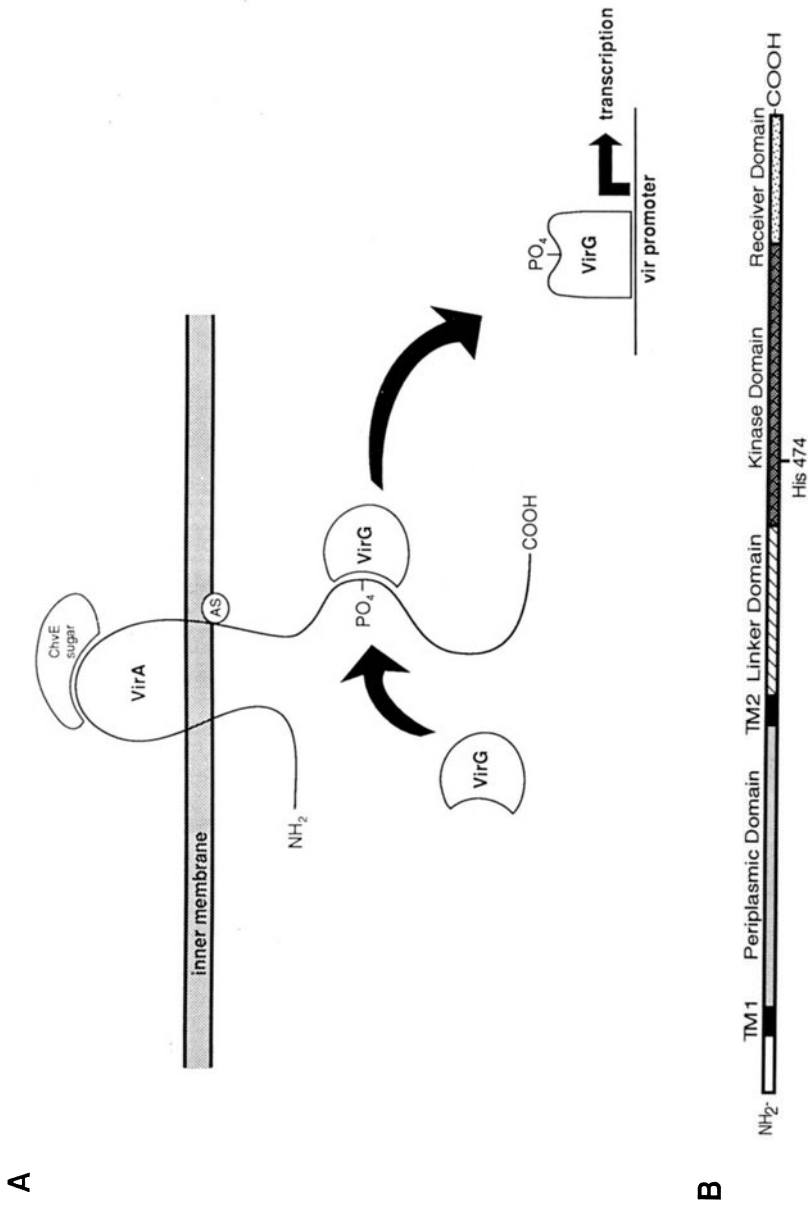 A
ChvE
sugar
VirA
inner membrane
AS
NH2
PO4
VirG
VirG
COOH
PO4
VirG
transcription
vir promoter
B
NH2-
TM1
Periplasmic Domain
TM2
Linker Domain
Kinase Domain
Receiver Domain
-COOH
His 474